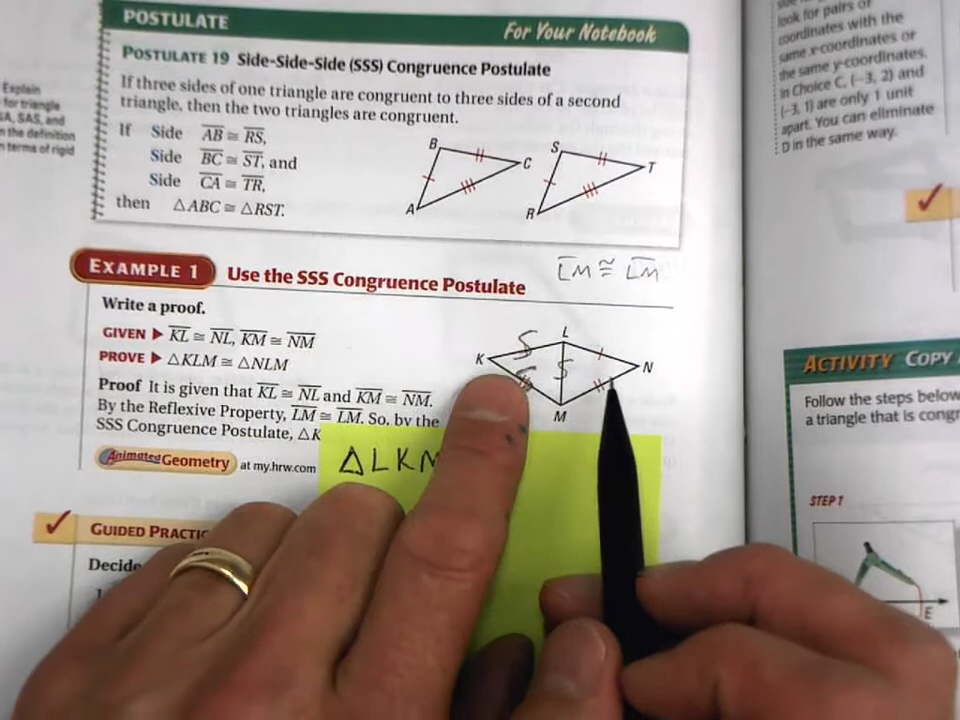 POSTULATE
For Your Notebook
POSTULATE 19 Side-Side-Side (SSS) Congruence Postulate
If three sides of one triangle are congruent to three sides of a second
triangle, then the two triangles are congruent.
If Side AB ≅ RS,
Side BC ≅ ST, and
Side CA ≅ TR,
then △ABC ≅ △RST.
B
C
A
S
T
R
EXAMPLE 1 Use the SSS Congruence Postulate
LM ≅ LM
Write a proof.
GIVEN ▶ KL ≅ NL, KM ≅ NM
PROVE ▶ △KLM ≅ △NLM
Proof It is given that KL ≅ NL and KM ≅ NM.
By the Reflexive Property, LM ≅ LM. So, by the
SSS Congruence Postulate, △K
K
L
N
M
S
S
S
△LKM
Animated Geometry at my.hrw.com
GUIDED PRACTIC
Decide
Explain
for triangle
SA, SAS, and
n the definition
n terms of rigid
look for pairs of
coordinates with the
same x-coordinates or
the same y-coordinates.
In Choice C, (-3, 2) and
(-3, 1) are only 1 unit
apart. You can eliminate
D in the same way.
ACTIVITY COPY
Follow the steps below
a triangle that is congr
STEP 1
E